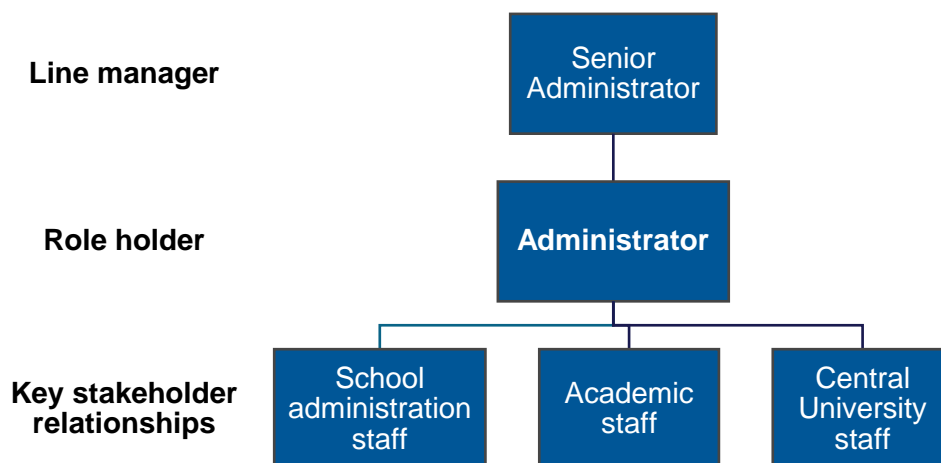 Line manager
Senior
Administrator
Role holder
Administrator
Key stakeholder
relationships
School
administration
staff
Academic
staff
Central
University
staff